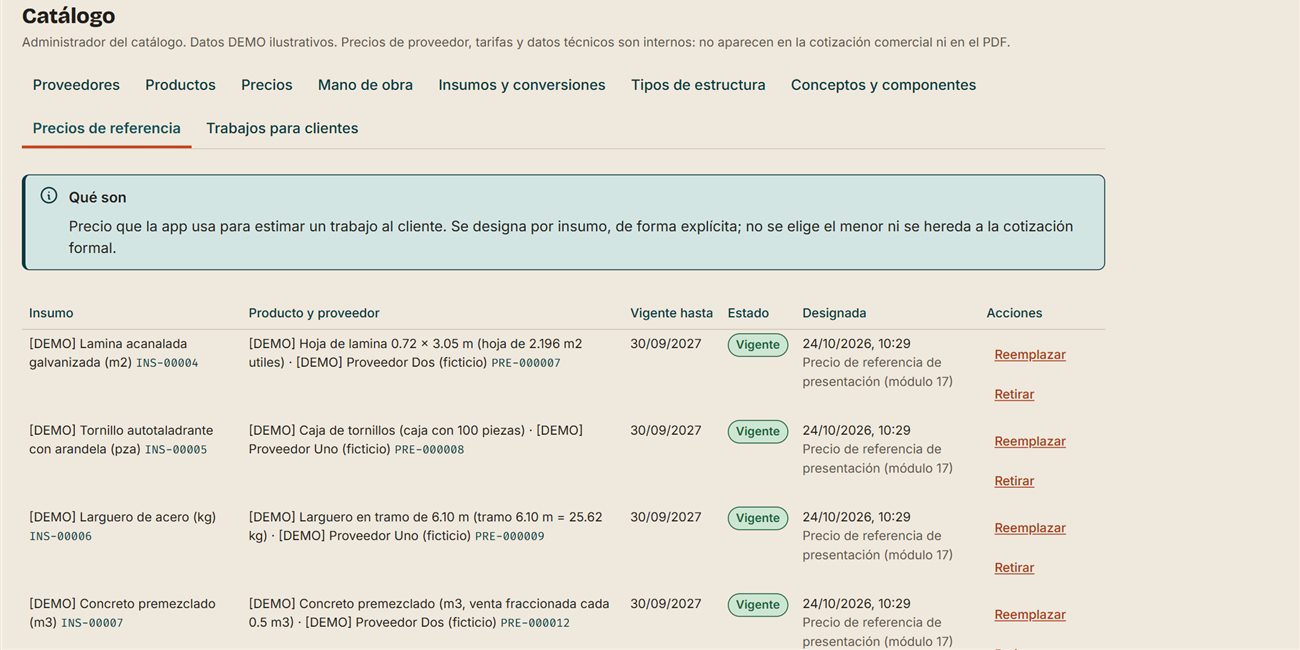 Catálogo
Administrador del catálogo. Datos DEMO ilustrativos. Precios de proveedor, tarifas y datos técnicos son internos: no aparecen en la cotización comercial ni en el PDF.
Proveedores Productos Precios Mano de obra Insumos y conversiones Tipos de estructura Conceptos y componentes
Precios de referencia Trabajos para clientes
Qué son
Precio que la app usa para estimar un trabajo al cliente. Se designa por insumo, de forma explícita; no se elige el menor ni se hereda a la cotización
formal.
Insumo Producto y proveedor Vigente hasta Estado Designada Acciones
[DEMO] Lamina acanalada
galvanizada (m2) INS-00004
[DEMO] Hoja de lamina 0.72 × 3.05 m (hoja de 2.196 m2
utiles) · [DEMO] Proveedor Dos (ficticio) PRE-000007
30/09/2027
Vigente
24/10/2026, 10:29
Precio de referencia de
presentación (módulo 17)
Reemplazar
Retirar
[DEMO] Tornillo autotaladrante
con arandela (pza) INS-00005
[DEMO] Caja de tornillos (caja con 100 piezas) · [DEMO]
Proveedor Uno (ficticio) PRE-000008
30/09/2027
Vigente
24/10/2026, 10:29
Precio de referencia de
presentación (módulo 17)
Reemplazar
Retirar
[DEMO] Larguero de acero (kg)
INS-00006
[DEMO] Larguero en tramo de 6.10 m (tramo 6.10 m = 25.62
kg) · [DEMO] Proveedor Uno (ficticio) PRE-000009
30/09/2027
Vigente
24/10/2026, 10:29
Precio de referencia de
presentación (módulo 17)
Reemplazar
Retirar
[DEMO] Concreto premezclado
(m3) INS-00007
[DEMO] Concreto premezclado (m3, venta fraccionada cada
0.5 m3) · [DEMO] Proveedor Dos (ficticio) PRE-000012
30/09/2027
Vigente
24/10/2026, 10:29
Precio de referencia de
presentación (módulo 17)
Reemplazar